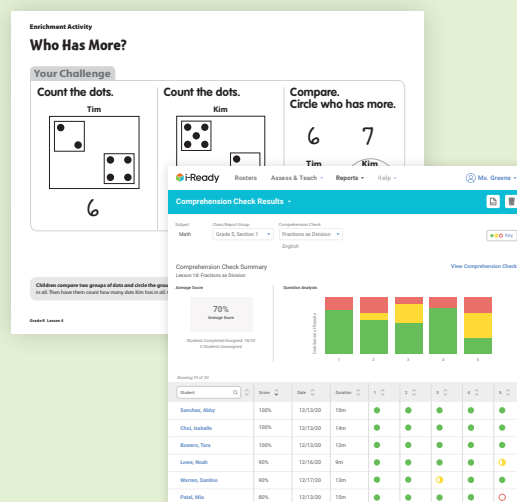 Enrichment Activity
Who Has More?
Your Challenge
Count the dots.
Tim
6
Count the dots.
Kim
Compare.
Circle who has more.
6 7
Tim Kim
Children compare two groups of dots and circle the grou
in all. Then have them count how many dots Kim has in all.
Grade K Lesson 6
i-Ready Rosters Assess & Teach Reports Help Ms. Greene
Comprehension Check Results
Subject Class/Report Group Comprehension Check
Math Grade 5, Section 1 Fractions as Division
English
Key
Comprehension Check Summary
View Comprehension Check
Lesson 18: Fractions as Division
Average Score
70%
Average Score
Students Completed/Assigned: 18/20
0 Students Unassigned
Question Analysis
Distribution of Results
1 2 3 4 5
Showing 19 of 20
Student Score Date Duration 1 2 3 4 5
Sanchez, Abby 100% 12/13/20 10m
Choi, Isabelle 100% 12/13/20 14m
Bowers, Tara 100% 12/13/20 13m
Lowe, Noah 90% 12/16/20 9m
Warren, Santino 90% 12/17/20 13m
Patel, Mia 80% 12/13/20 15m